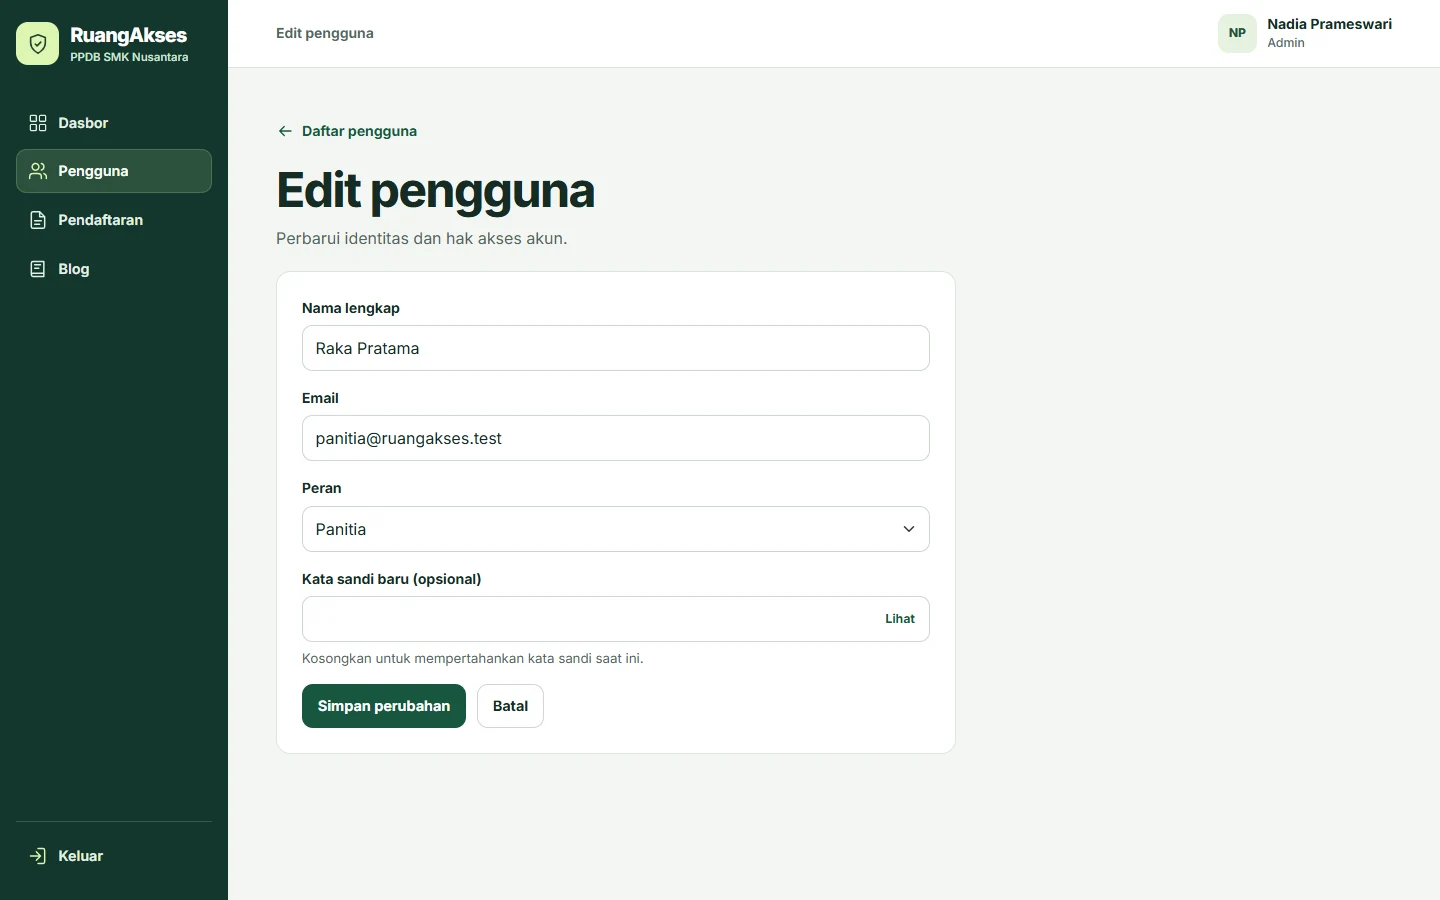 RuangAkses
PPDB SMK Nusantara
Dasbor
Pengguna
Pendaftaran
Blog
Keluar
Edit pengguna
NP
Nadia Prameswari
Admin
Daftar pengguna
Edit pengguna
Perbarui identitas dan hak akses akun.
Nama lengkap
Raka Pratama
Email
panitia@ruangakses.test
Peran
Panitia
Kata sandi baru (opsional)
Lihat
Kosongkan untuk mempertahankan kata sandi saat ini.
Simpan perubahan
Batal